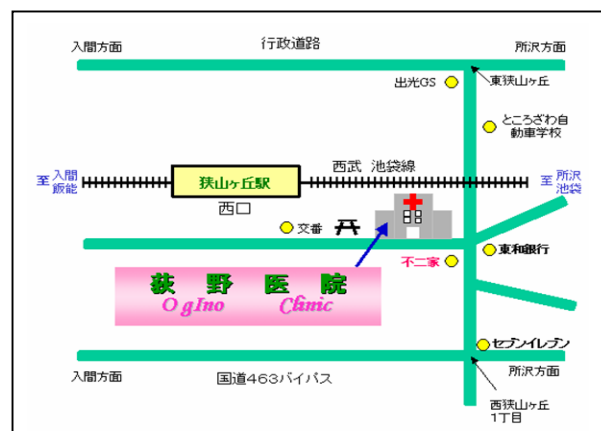 入間方面
行政道路
所沢方面
出光GS
東狭山ヶ丘
ところざわ自
動車学校
西武 池袋線
至 入間
飯能
狭山ヶ丘駅
至 所沢
池袋
西口
交番
東和銀行
不二家
荻野医院
OgIno Clinic
セブンイレブン
入間方面
国道463バイパス
所沢方面
西狭山ヶ丘
1丁目